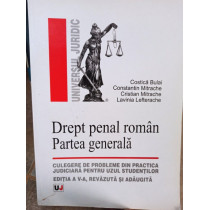 UNIVERSUL JURIDIC
Costică Bulai
Constantin Mitrache
Cristian Mitrache
Lavinia Lefterache
Drept penal român
Partea generală
CULEGERE DE PROBLEME DIN PRACTICA
JUDICIARĂ PENTRU UZUL STUDENȚILOR
EDIȚIA A V-A, REVĂZUTĂ ȘI ADĂUGITĂ
UJ